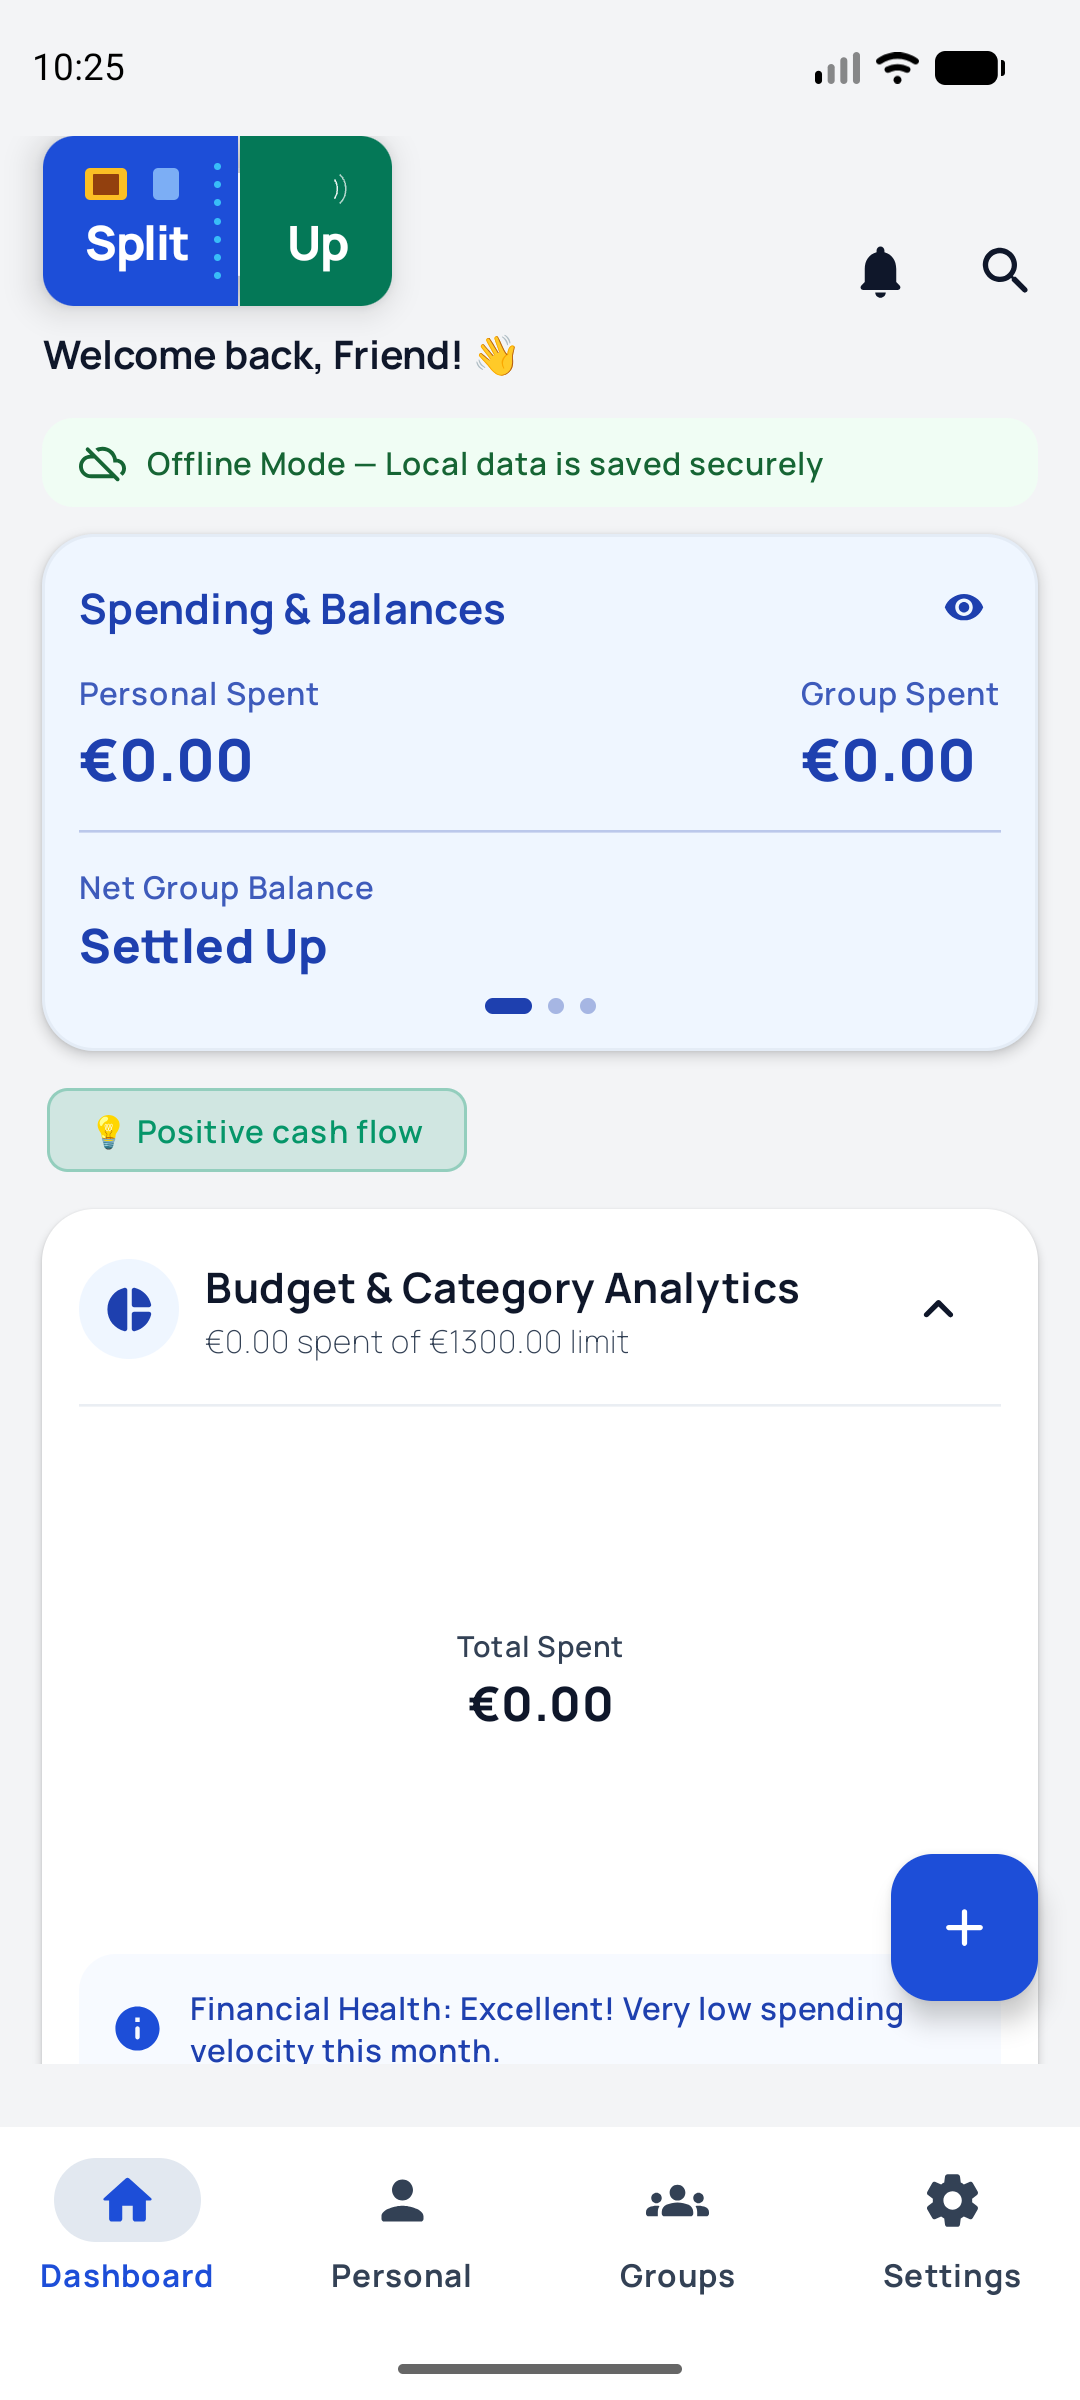 10:25
Split Up
Welcome back, Friend! 👋
Offline Mode — Local data is saved securely
Spending & Balances
Personal Spent Group Spent
€0.00 €0.00
Net Group Balance
Settled Up
💡 Positive cash flow
Budget & Category Analytics
€0.00 spent of €1300.00 limit
Total Spent
€0.00
Financial Health: Excellent! Very low spending
velocity this month.
Dashboard Personal Groups Settings